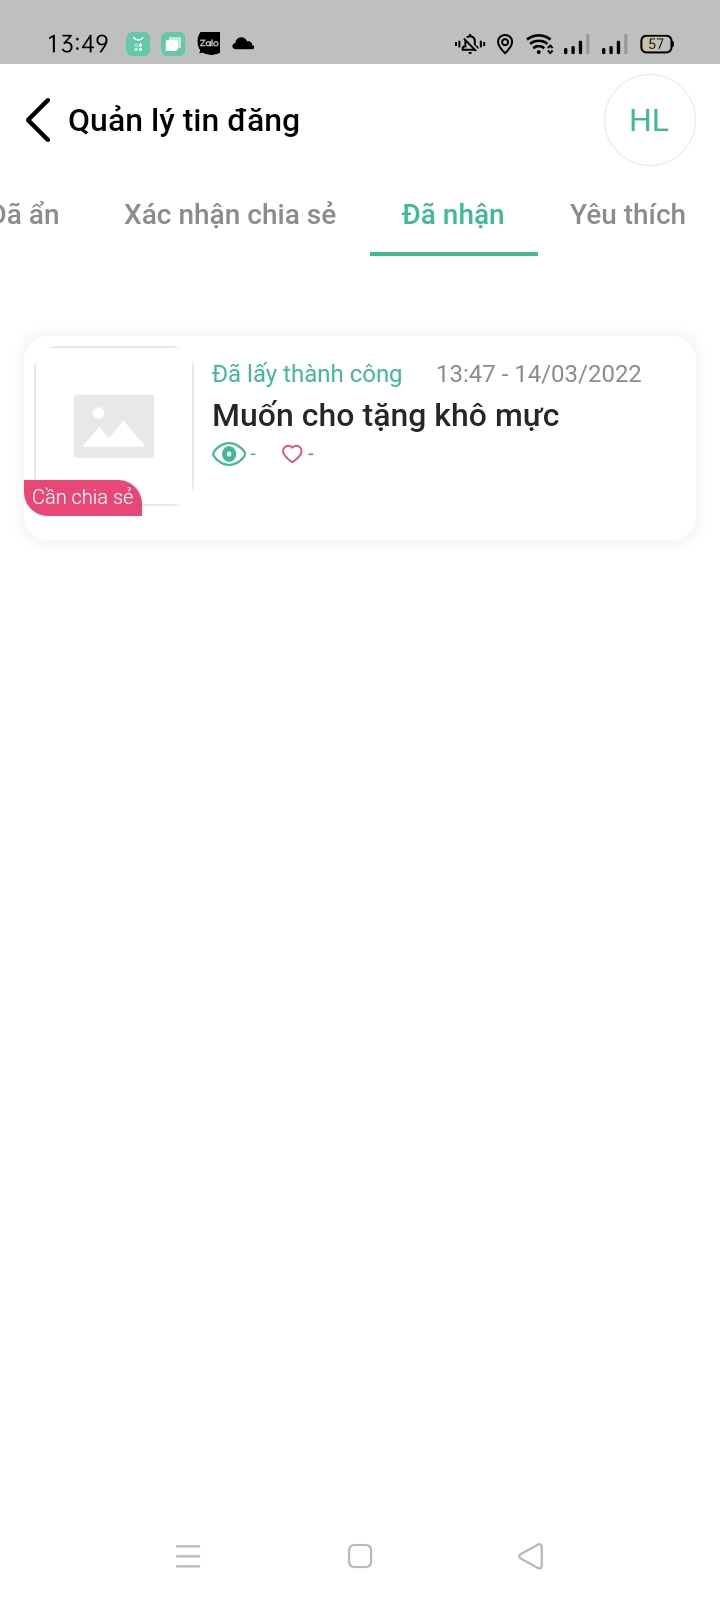 13:49
Zalo
57
Quản lý tin đăng
HL
Đã ẩn
Xác nhận chia sẻ
Đã nhận
Yêu thích
Đã lấy thành công 13:47 - 14/03/2022
Muốn cho tặng khô mực
- -
Cần chia sẻ